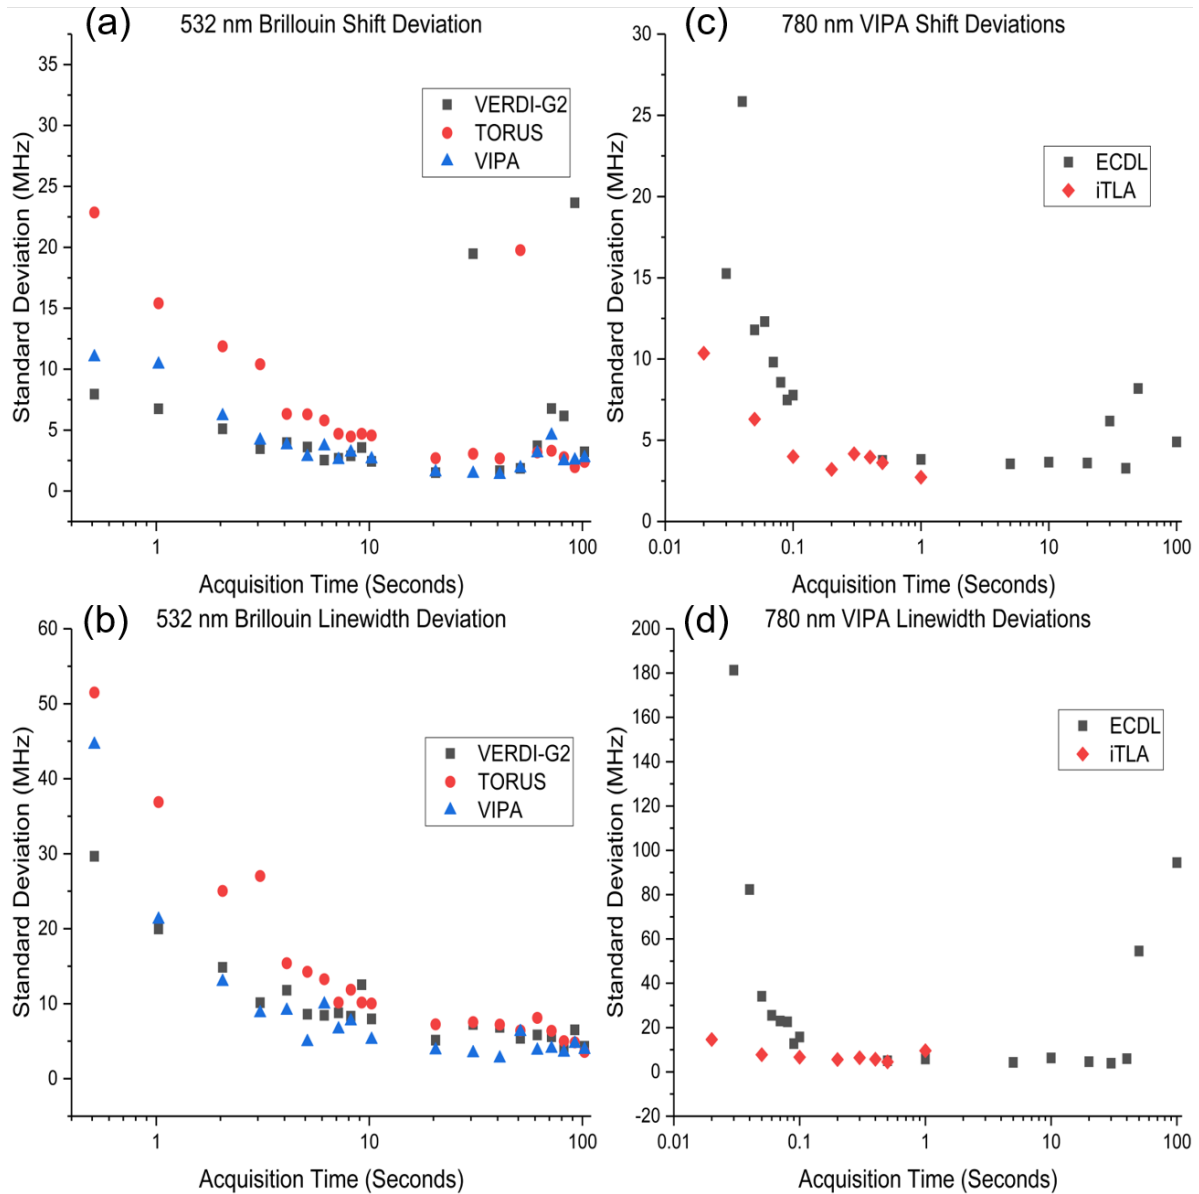 (a)
532 nm Brillouin Shift Deviation
35
30
25
20
15
10
5
0
Standard Deviation (MHz)
VERDI-G2
TORUS
VIPA
1
10
100
Acquisition Time (Seconds)
(c)
780 nm VIPA Shift Deviations
30
25
20
15
10
5
0
Standard Deviation (MHz)
ECDL
iTLA
0.01
0.1
1
10
100
Acquisition Time (Seconds)
(b)
532 nm Brillouin Linewidth Deviation
60
50
40
30
20
10
0
Standard Deviation (MHz)
VERDI-G2
TORUS
VIPA
1
10
100
Acquisition Time (Seconds)
(d)
780 nm VIPA Linewidth Deviations
200
180
160
140
120
100
80
60
40
20
0
-20
Standard Deviation (MHz)
ECDL
iTLA
0.01
0.1
1
10
100
Acquisition Time (Seconds)